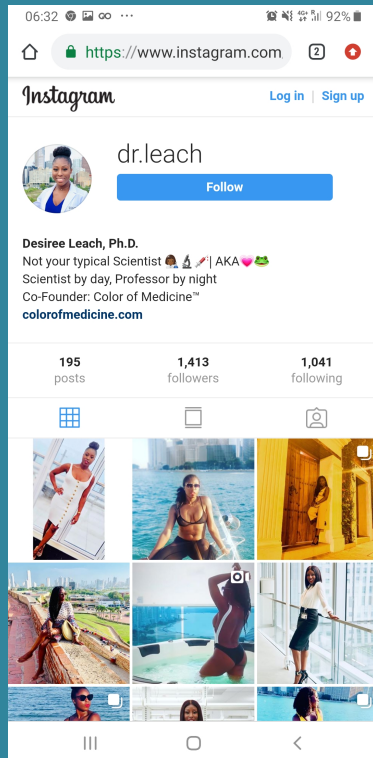 06:32 92%
https://www.instagram.com 2
Instagram Log in | Sign up
dr.leach
Follow
Desiree Leach, Ph.D.
Not your typical Scientist 👩🏾‍⚕️🔬💉| AKA💗🐸
Scientist by day, Professor by night
Co-Founder: Color of Medicine™
colorofmedicine.com
195 1,413 1,041
posts followers following